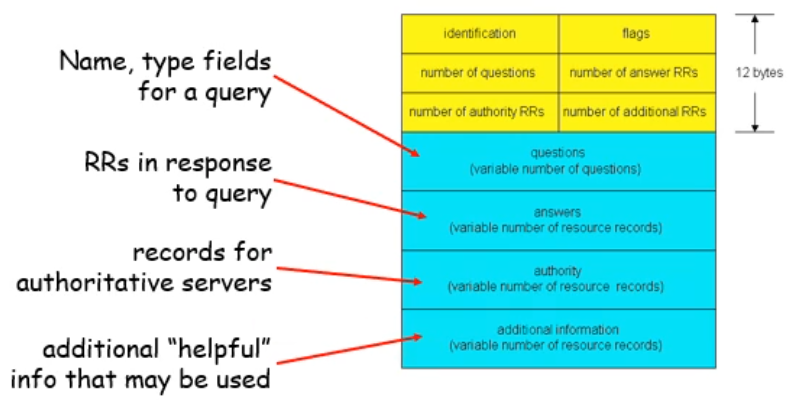 Name, type fields
for a query
RRs in response
to query
records for
authoritative servers
additional “helpful”
info that may be used
identification
flags
number of questions
number of answer RRs
number of authority RRs
number of additional RRs
12 bytes
questions
(variable number of questions)
answers
(variable number of resource records)
authority
(variable number of resource records)
additional information
(variable number of resource records)